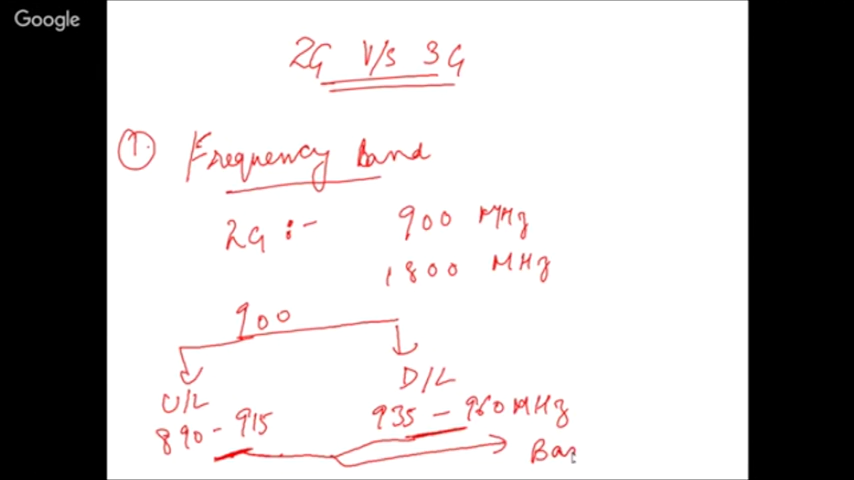 Google
2G V/S 3G
1. Frequency Band
2G :- 900 MHz
1800 MHz
900
U/L D/L
890 - 915 935 - 960 MHz